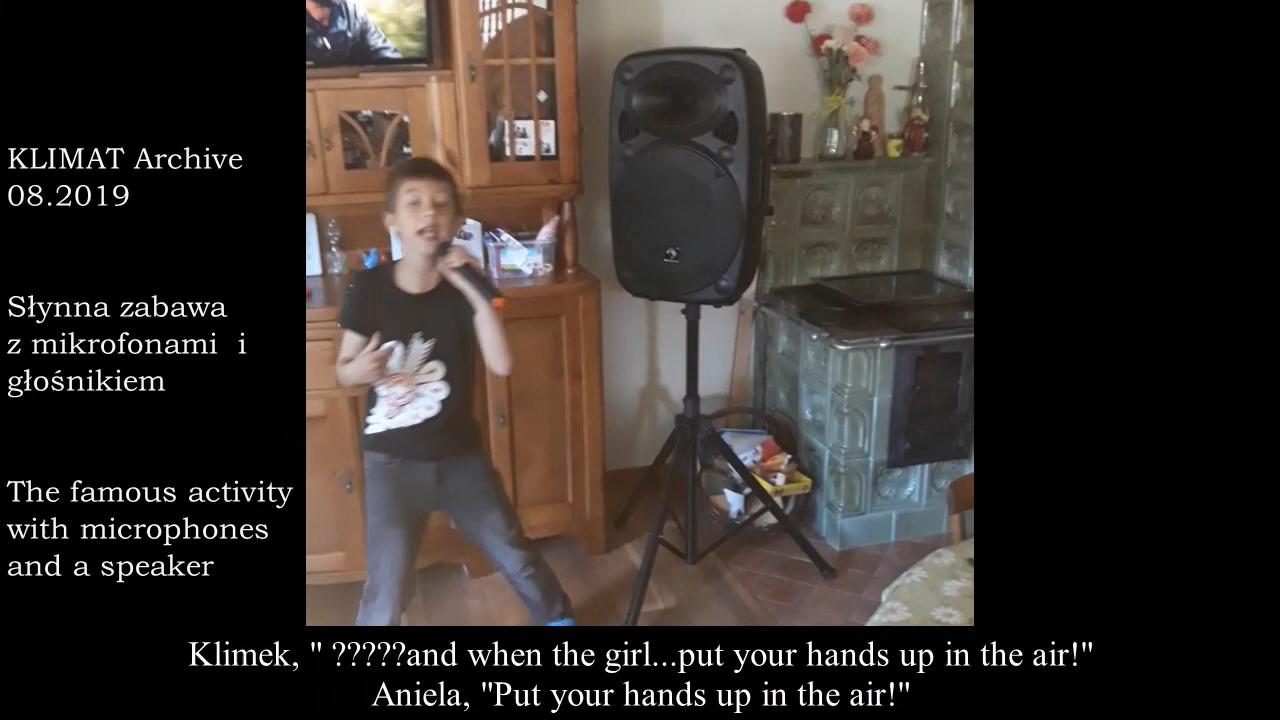 KLIMAT Archive
08.2019
Słynna zabawa
z mikrofonami i
głośnikiem
The famous activity
with microphones
and a speaker
Klimek, " ?????and when the girl...put your hands up in the air!"
Aniela, "Put your hands up in the air!"